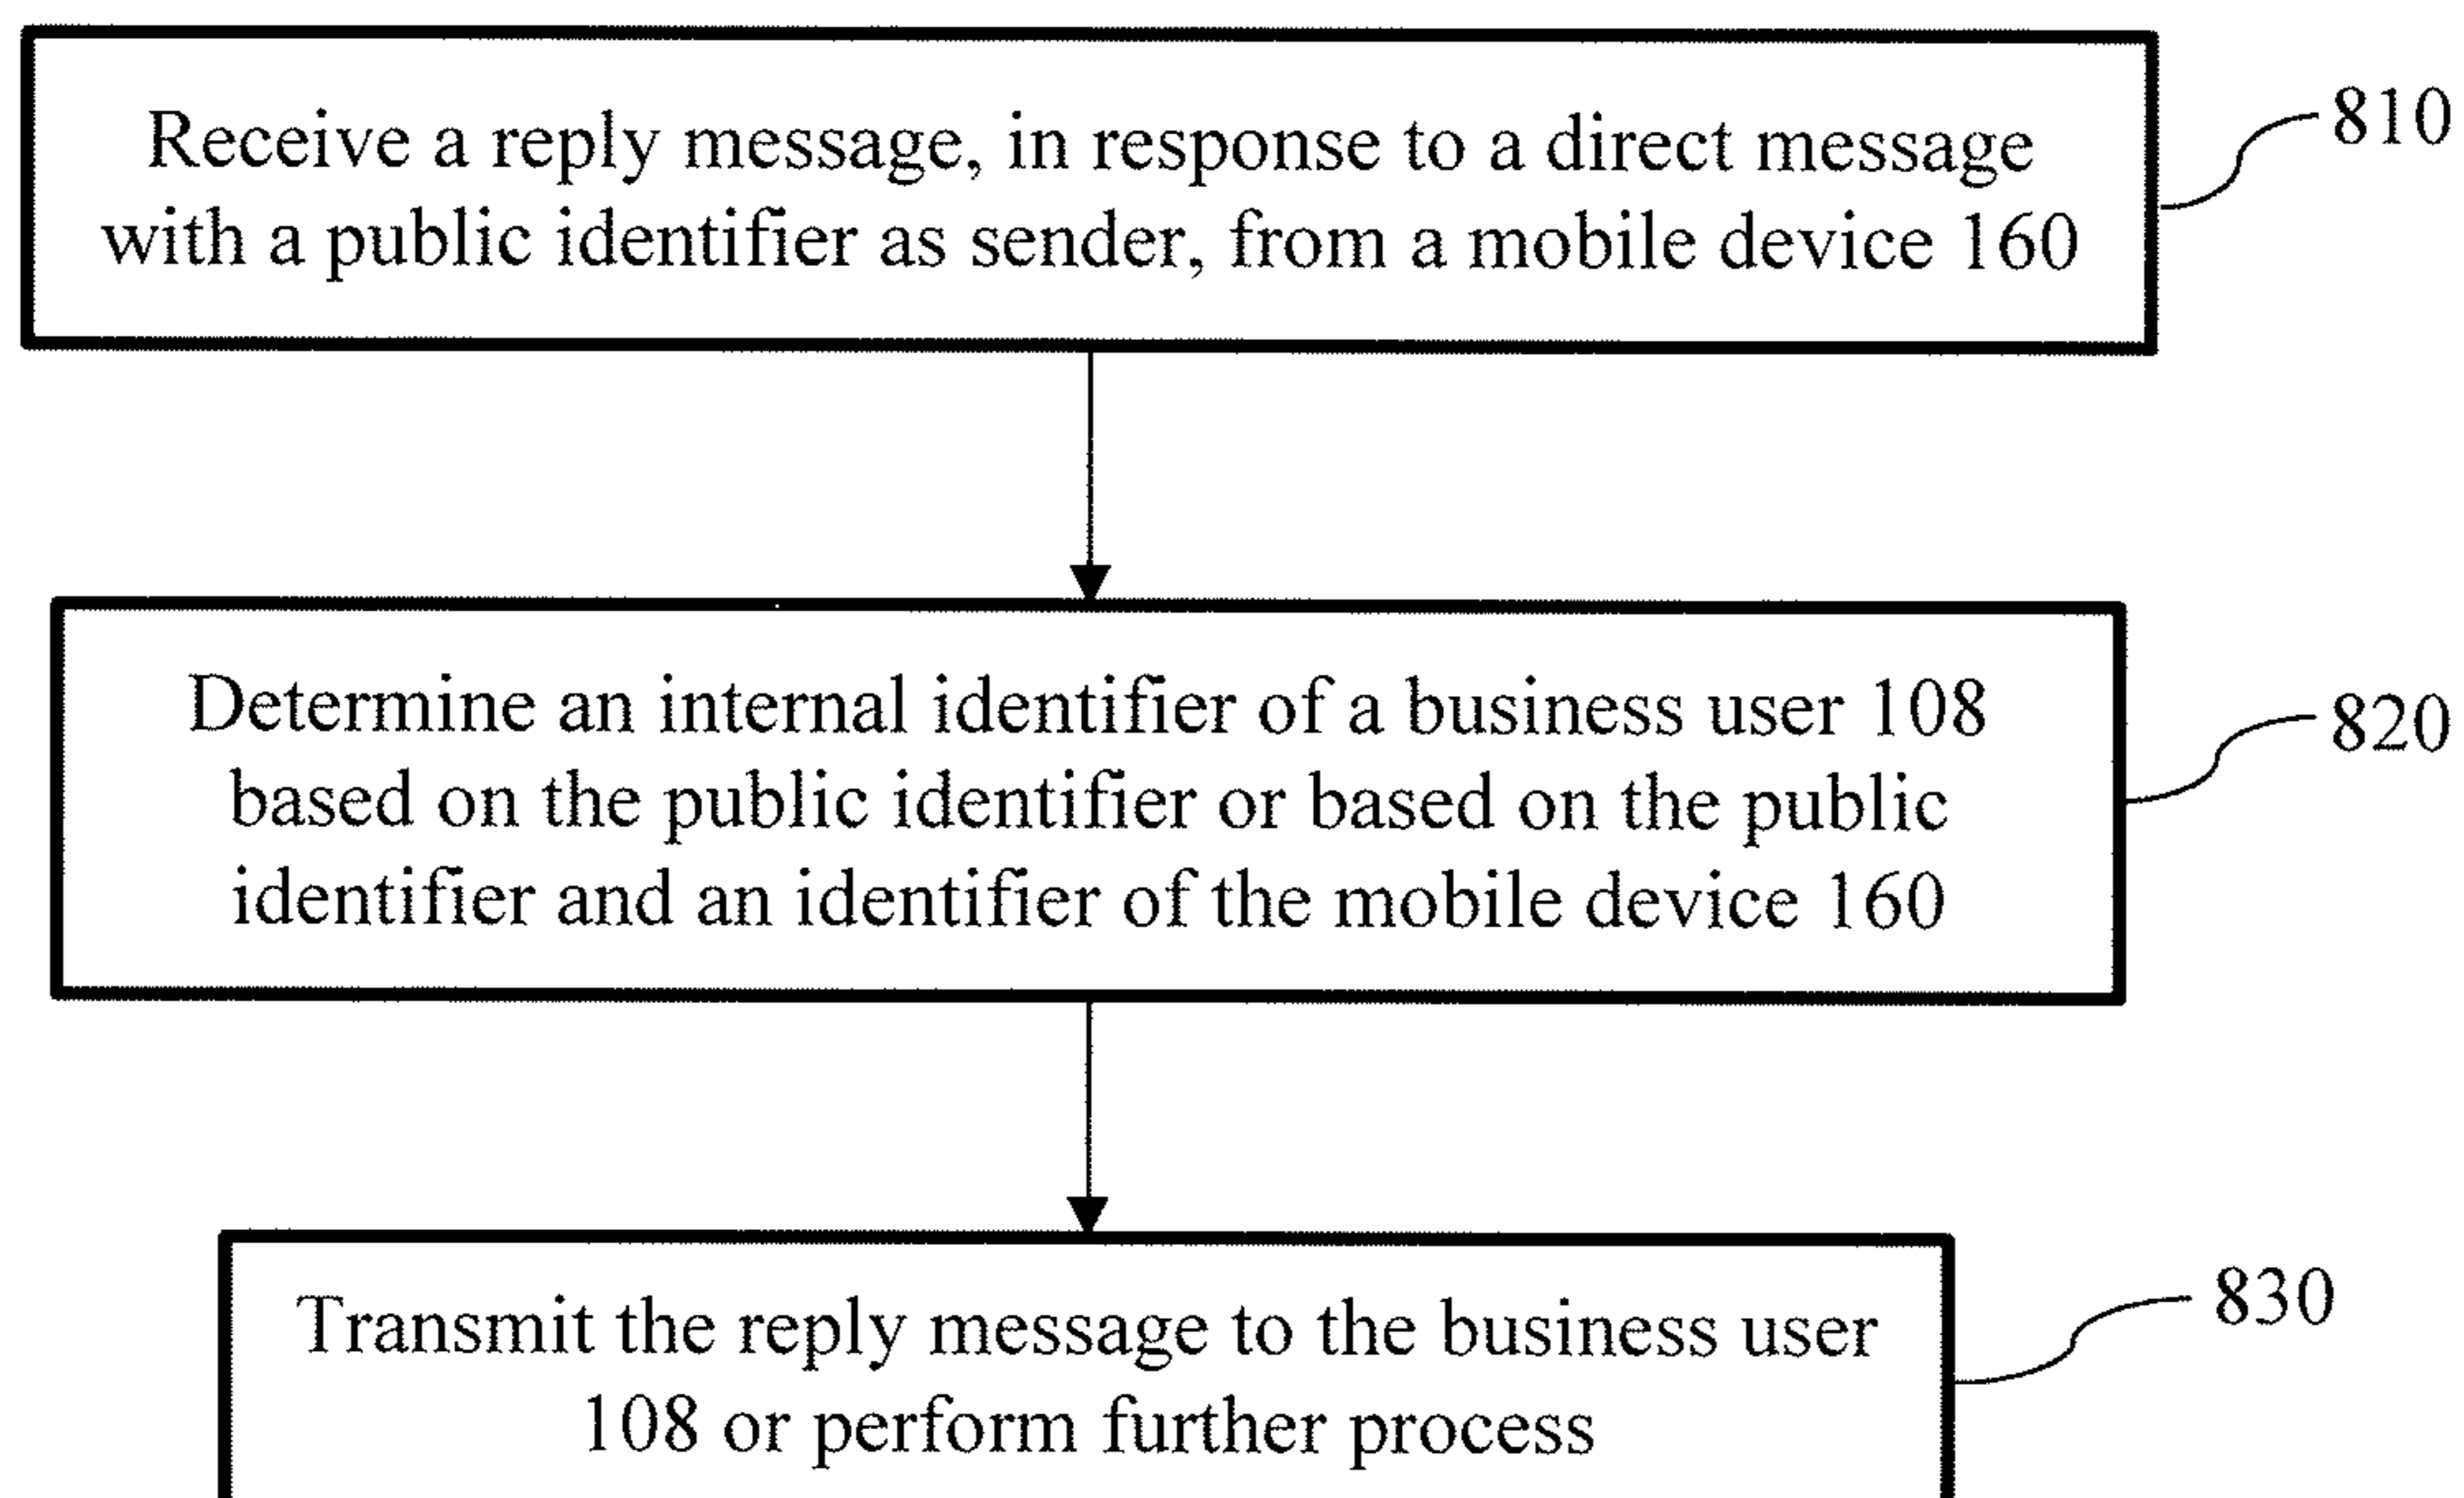 Receive a reply message, in response to a direct message
with a public identifier as sender, from a mobile device 160
810
Determine an internal identifier of a business user 108
based on the public identifier or based on the public
identifier and an identifier of the mobile device 160
820
Transmit the reply message to the business user
108 or perform further process
830